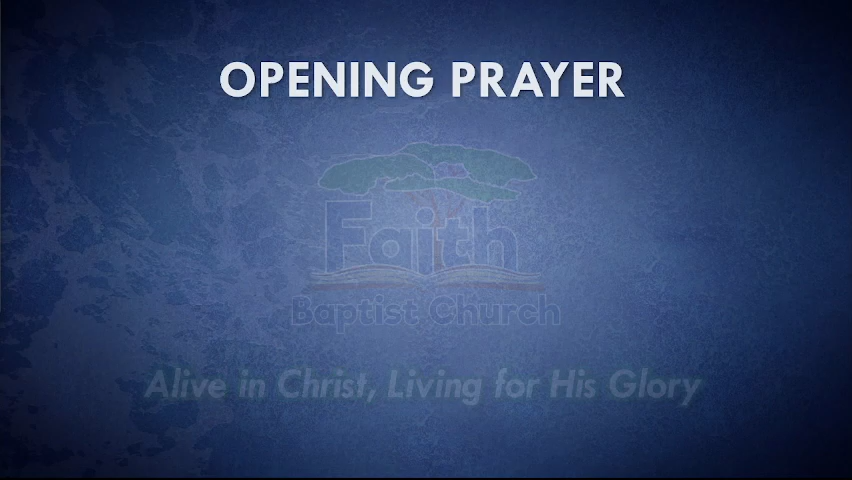 OPENING PRAYER
Faith
Baptist Church
Alive in Christ, Living for His Glory